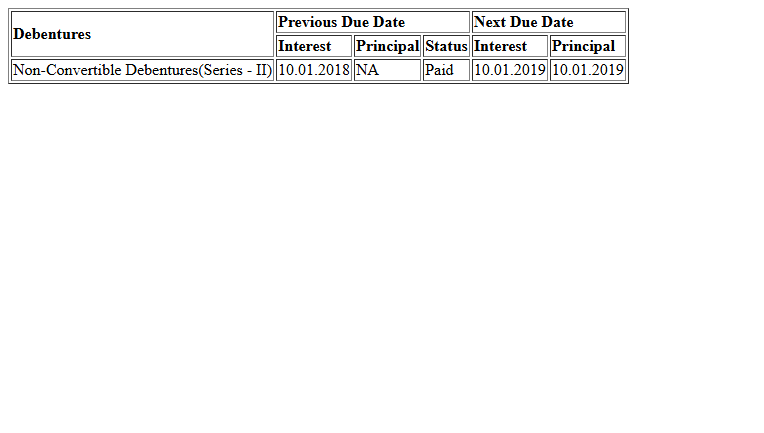 Debentures Previous Due Date Next Due Date
Interest Principal Status Interest Principal
Non-Convertible Debentures(Series - II) 10.01.2018 NA Paid 10.01.2019 10.01.2019